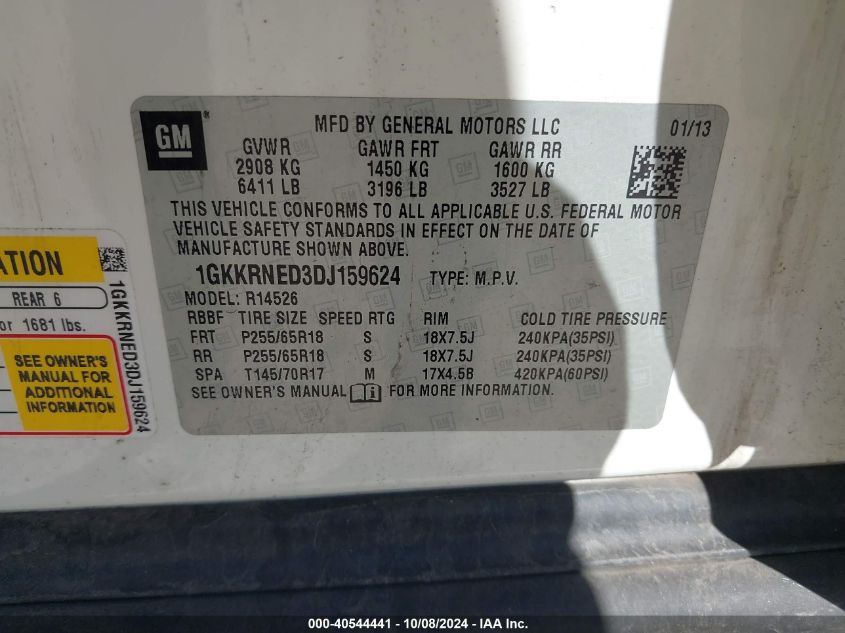 GM ®
MFD BY GENERAL MOTORS LLC 01/13
GVWR GAWR FRT GAWR RR
2908 KG 1450 KG 1600 KG
6411 LB 3196 LB 3527 LB
THIS VEHICLE CONFORMS TO ALL APPLICABLE U.S. FEDERAL MOTOR
VEHICLE SAFETY STANDARDS IN EFFECT ON THE DATE OF
MANUFACTURE SHOWN ABOVE.
1GKKRNED3DJ159624 TYPE: M.P.V.
MODEL: R14526
RBBF TIRE SIZE SPEED RTG RIM COLD TIRE PRESSURE
FRT P255/65R18 S 18X7.5J 240KPA(35PSI)
RR P255/65R18 S 18X7.5J 240KPA(35PSI)
SPA T145/70R17 M 17X4.5B 420KPA(60PSI)
SEE OWNER'S MANUAL FOR MORE INFORMATION.
ATION
REAR 6
or 1681 lbs.
SEE OWNER'S
MANUAL FOR
ADDITIONAL
INFORMATION
1GKKRNED3DJ159624
000-40544441 - 10/08/2024 - IAA Inc.